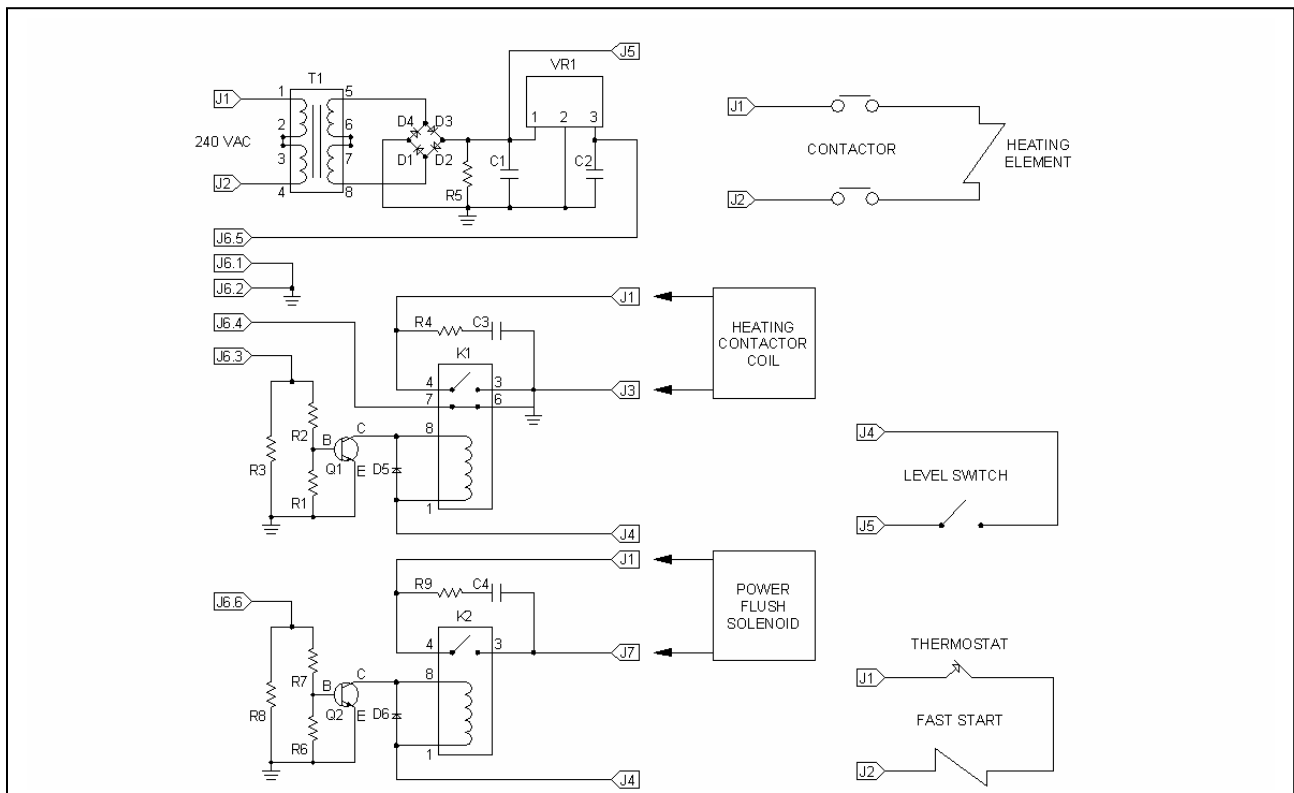 J5
VR1
T1
1
5
J1
J1
D4
D3
1
2
3
2
6
240 VAC
CONTACTOR
HEATING
ELEMENT
3
7
D1
D2
C1
C2
J2
R5
J2
4
8
J6.5
J6.1
J6.2
J1
R4
C3
HEATING
CONTACTOR
COIL
J6.4
K1
J6.3
4
3
J3
7
6
R2
B
C
8
J4
R3
Q1
E
D5
LEVEL SWITCH
R1
1
J5
J4
J1
R9
C4
POWER
FLUSH
SOLENOID
J6.6
K2
4
3
J7
THERMOSTAT
R7
B
C
8
J1
R8
Q2
E
D6
FAST START
R6
1
J4
J2